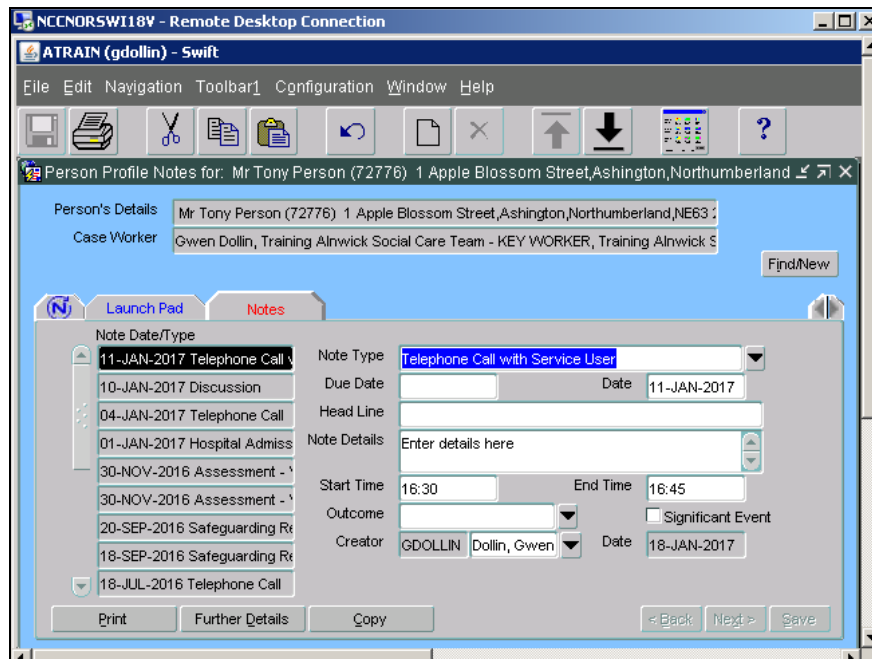 NCCNORSWI18V - Remote Desktop Connection
ATRAIN (gdollin) - Swift
File Edit Navigation Toolbar1 Configuration Window Help
?
Person Profile Notes for: Mr Tony Person (72776) 1 Apple Blossom Street,Ashington,Northumberland
Person's Details Mr Tony Person (72776) 1 Apple Blossom Street,Ashington,Northumberland,NE63
Case Worker Gwen Dollin, Training Alnwick Social Care Team - KEY WORKER, Training Alnwick S
Find/New
N Launch Pad Notes
Note Date/Type
11-JAN-2017 Telephone Call Note Type Telephone Call with Service User
10-JAN-2017 Discussion Due Date Date 11-JAN-2017
04-JAN-2017 Telephone Call Head Line
01-JAN-2017 Hospital Admiss Note Details Enter details here
30-NOV-2016 Assessment -
30-NOV-2016 Assessment - Start Time 16:30 End Time 16:45
20-SEP-2016 Safeguarding Re Outcome Significant Event
18-SEP-2016 Safeguarding Re Creator GDOLLIN Dollin, Gwen Date 18-JAN-2017
18-JUL-2016 Telephone Call
Print Further Details Copy < Back Next > Save